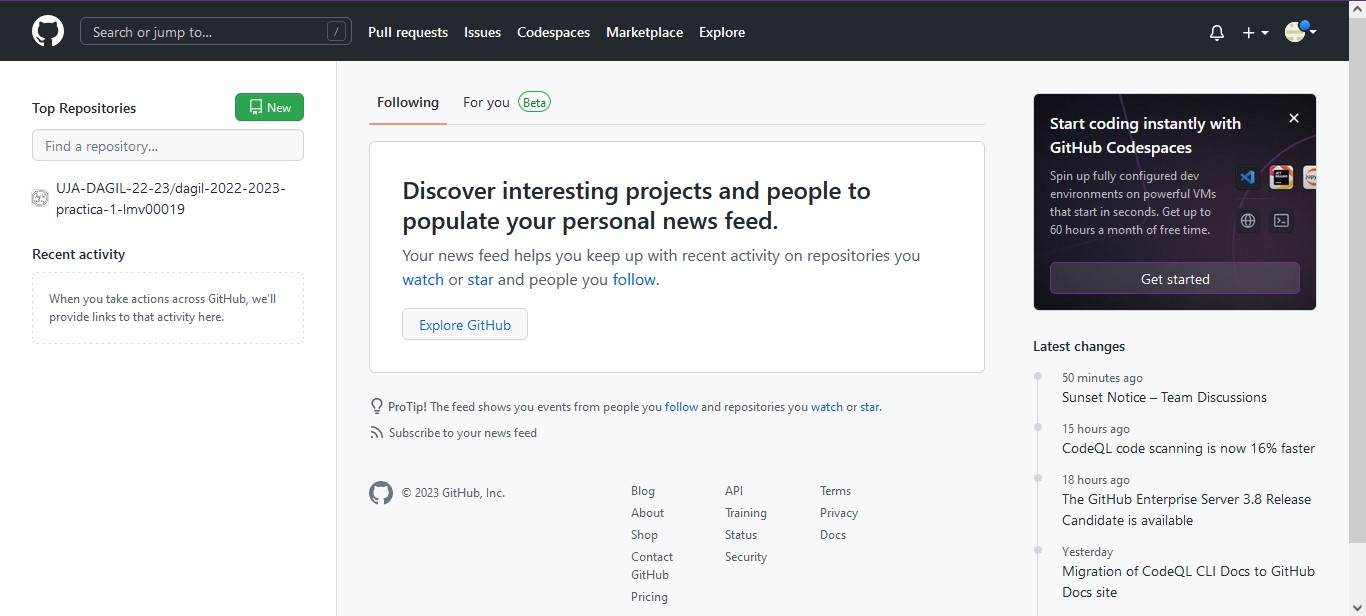 Search or jump to...
/
Pull requests
Issues
Codespaces
Marketplace
Explore
Top Repositories
New
Find a repository...
UJA-DAGIL-22-23/dagil-2022-2023-
practica-1-lmv00019
Recent activity
When you take actions across GitHub, we'll
provide links to that activity here.
Following
For you
Beta
Discover interesting projects and people to
populate your personal news feed.
Your news feed helps you keep up with recent activity on repositories you
watch or star and people you follow.
Explore GitHub
ProTip! The feed shows you events from people you follow and repositories you watch or star.
Subscribe to your news feed
© 2023 GitHub, Inc.
Blog
About
Shop
Contact
GitHub
Pricing
API
Training
Status
Security
Terms
Privacy
Docs
Start coding instantly with
GitHub Codespaces
Spin up fully configured dev
environments on powerful VMs
that start in seconds. Get up to
60 hours a month of free time.
Get started
Latest changes
50 minutes ago
Sunset Notice – Team Discussions
15 hours ago
CodeQL code scanning is now 16% faster
18 hours ago
The GitHub Enterprise Server 3.8 Release
Candidate is available
Yesterday
Migration of CodeQL CLI Docs to GitHub
Docs site